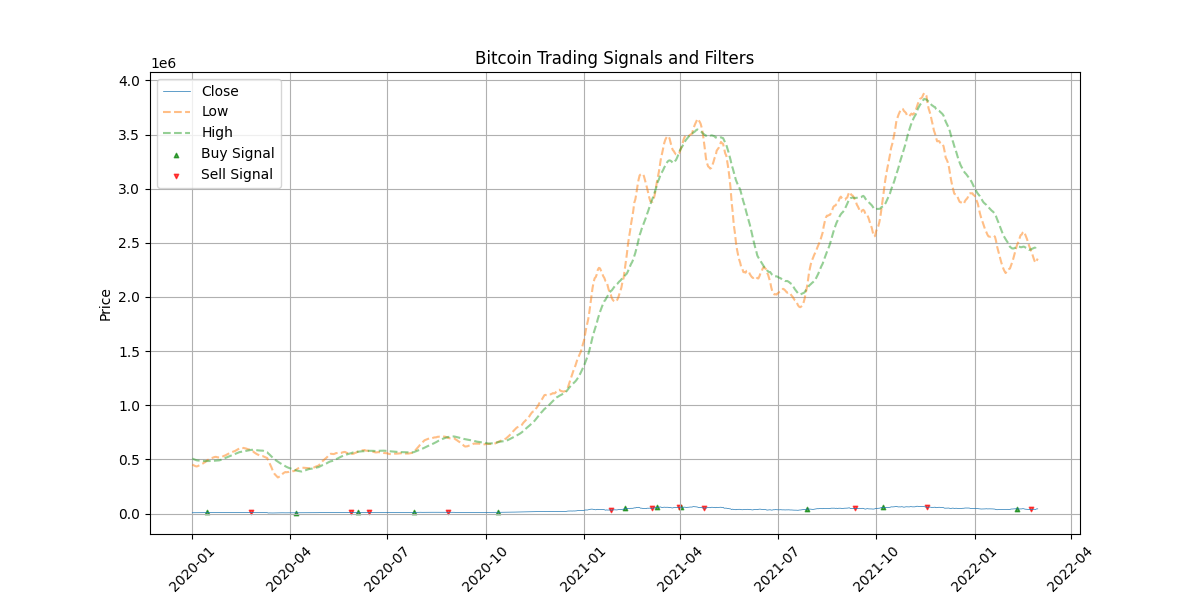 Bitcoin Trading Signals and Filters
1e6
4.0
3.5
3.0
2.5
2.0
1.5
1.0
0.5
0.0
Price
Close
Low
High
Buy Signal
Sell Signal
2020-01
2020-04
2020-07
2020-10
2021-01
2021-04
2021-07
2021-10
2022-01
2022-04